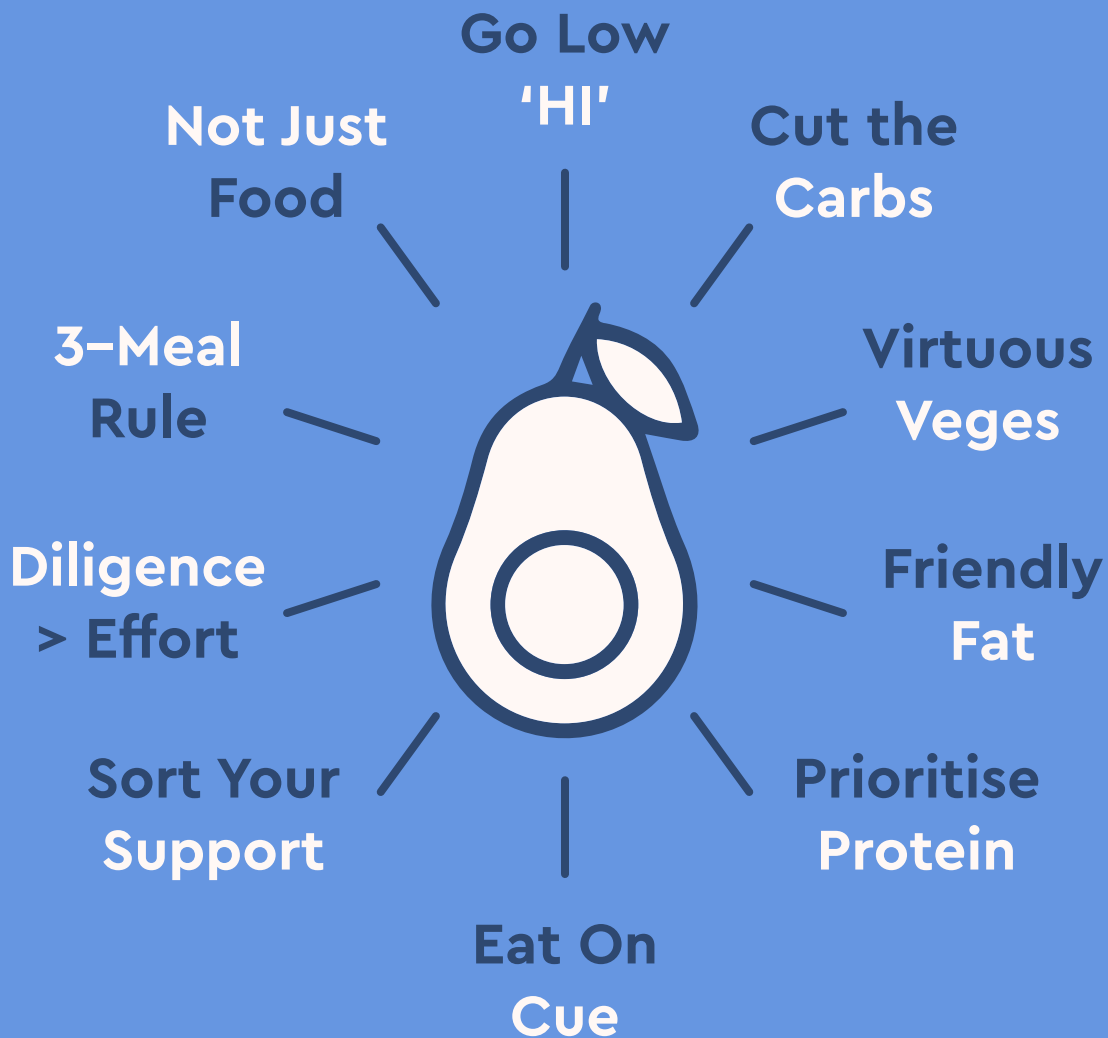 Go Low
‘HI’
Cut the
Carbs
Virtuous
Veges
Friendly
Fat
Prioritise
Protein
Eat On
Cue
Sort Your
Support
Diligence
> Effort
3–Meal
Rule
Not Just
Food